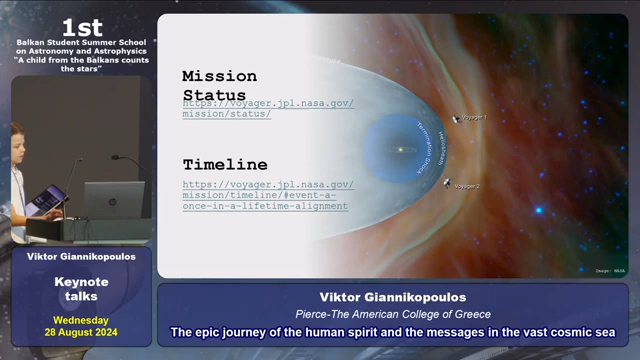 1st
Balkan Student Summer School
on Astronomy and Astrophysics
"A child from the Balkans counts
the stars"
Mission
Status
https://voyager.jpl.nasa.gov/
mission/status/
Timeline
https://voyager.jpl.nasa.gov/
mission/timeline/#event-a-
once-in-a-lifetime-alignment
Termination Shock
Heliosheath
Voyager 1
Voyager 2
Viktor Giannikopoulos
Keynote
talks
Wednesday
28 August 2024
Viktor Giannikopoulos
Pierce-The American College of Greece
The epic journey of the human spirit and the messages in the vast cosmic sea